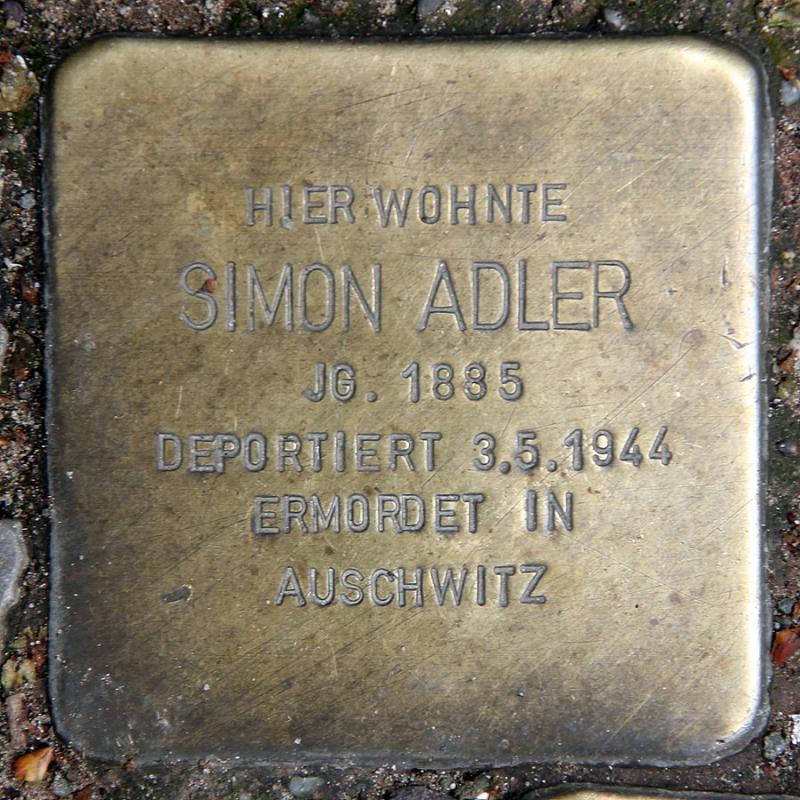 HIER WOHNTE
SIMON ADLER
JG. 1885
DEPORTIERT 3.5.1944
ERMORDET IN
AUSCHWITZ